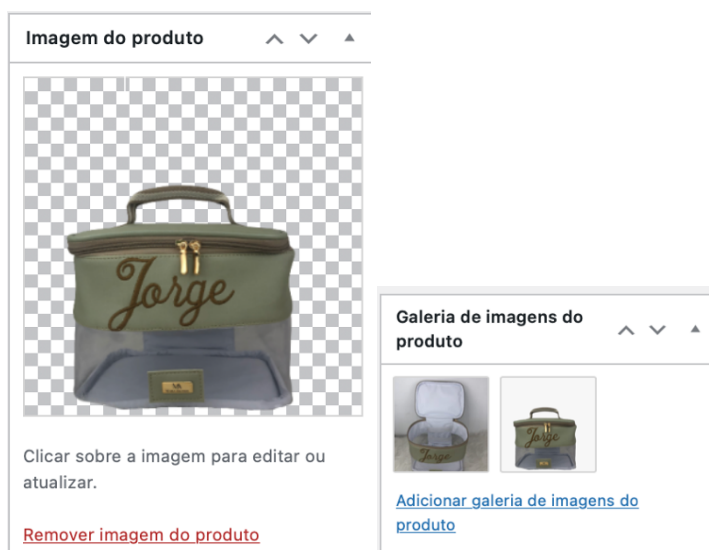 Imagem do produto
Jorge
Clicar sobre a imagem para editar ou
atualizar.
Remover imagem do produto
Galeria de imagens do
produto
Jorge
Jorge
Adicionar galeria de imagens do
produto